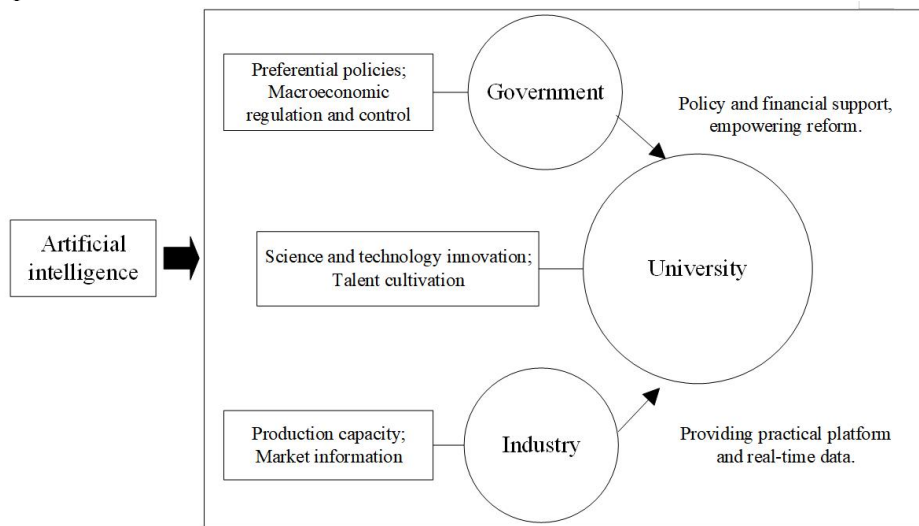 Preferential policies;
Macroeconomic
regulation and control
Government
Policy and financial support,
empowering reform.
Artificial
intelligence
Science and technology innovation;
Talent cultivation
University
Production capacity;
Market information
Industry
Providing practical platform
and real-time data.